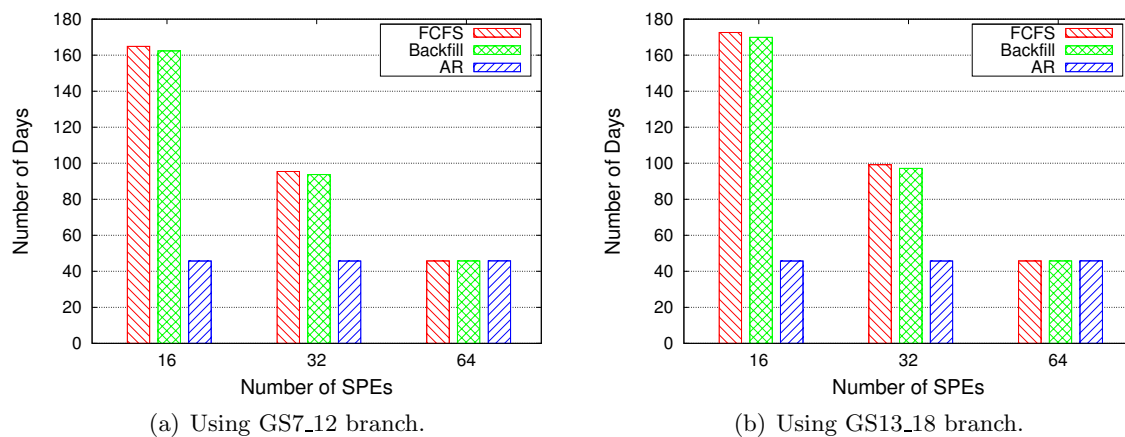 180
160
140
120
100
80
60
40
20
0
Number of Days
FCFS
Backfill
AR
16
32
64
Number of SPEs
(a) Using GS7_12 branch.
180
160
140
120
100
80
60
40
20
0
Number of Days
FCFS
Backfill
AR
16
32
64
Number of SPEs
(b) Using GS13_18 branch.